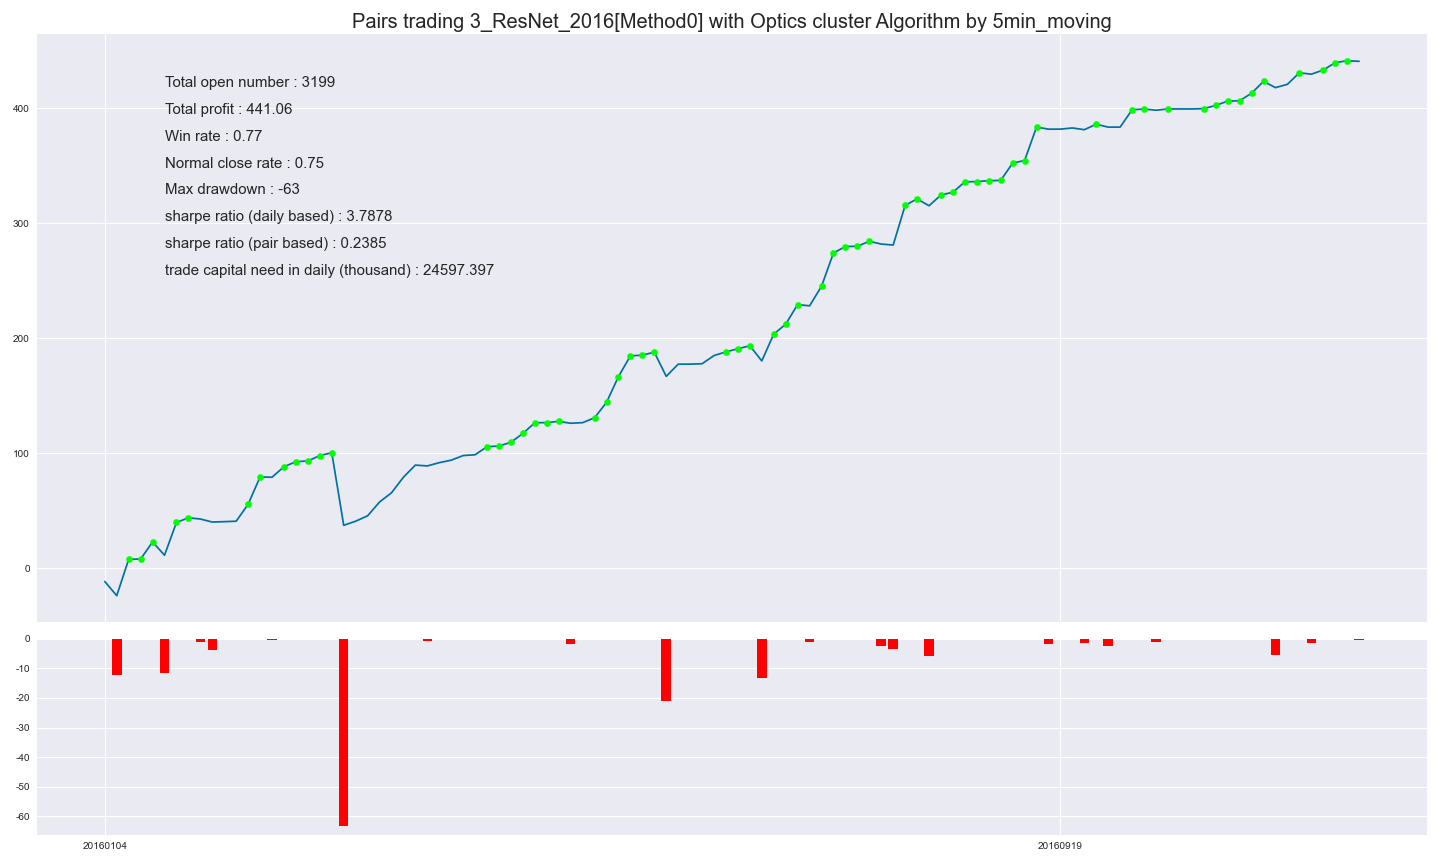 Pairs trading 3_ResNet_2016[Method0] with Optics cluster Algorithm by 5min_moving
Total open number : 3199
Total profit : 441.06
Win rate : 0.77
Normal close rate : 0.75
Max drawdown : -63
sharpe ratio (daily based) : 3.7878
sharpe ratio (pair based) : 0.2385
trade capital need in daily (thousand) : 24597.397
400
300
200
100
0
0
-10
-20
-30
-40
-50
-60
20160104
20160919